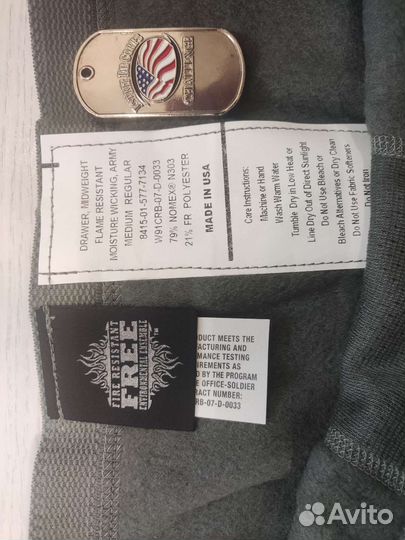 UNITED
DRAWER, MIDWEIGHT
FLAME RESISTANT
MOISTURE WICKING, ARMY
MEDIUM REGULAR
8415-01-577-7134
W91CRB-07-D-0033
79% NOMEX® N303
21% FR POLYESTER
MADE IN USA
Care Instructions:
Machine or Hand
Wash Warm Water
Tumble Dry in Low Heat or
Line Dry Out of Direct Sunlight
Do Not Use Bleach or
Bleach Alternatives or Dry Clean
Do Not Use Fabric Softeners
Do Not Iron
FIRE RESISTANT
FREE
ENVIRONMENTAL ENSEMBLE
TM
DUCT MEETS THE
FACTURING AND
MANCE TESTING
REMENTS AS
D BY THE PROGRAM
E OFFICE-SOLDIER
RACT NUMBER:
RB-07-D-0033
Avito